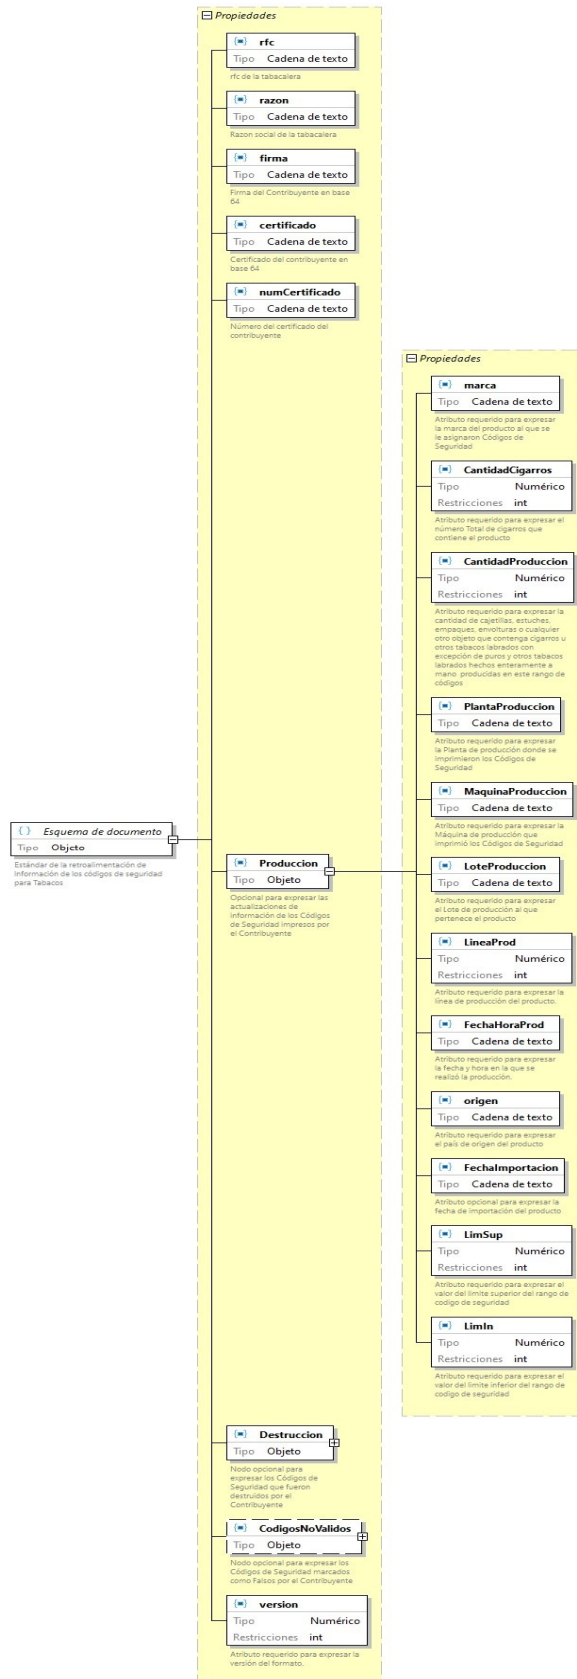 Propiedades
rfc
Tipo Cadena de texto
rfc de la tabacalera
razon
Tipo Cadena de texto
Razon social de la tabacalera
firma
Tipo Cadena de texto
Firma del Contribuyente en base
64
certificado
Tipo Cadena de texto
Certificado del contribuyente en
base 64
numCertificado
Tipo Cadena de texto
Número del certificado del
contribuyente
Esquema de documento
Tipo Objeto
Estándar de la retroalimentación de
Información de los códigos de seguridad
para Tabacos
Produccion
Tipo Objeto
Opcional para expresar las
actualizaciones de
información de los Códigos
de Seguridad impresos por
el Contribuyente
Propiedades
marca
Tipo Cadena de texto
Atributo requerido para expresar
la marca del producto al que se
le asignaron Códigos de
Seguridad
CantidadCigarros
Tipo Numérico
Restricciones int
Atributo requerido para expresar el
número Total de cigarros que
contiene el producto
CantidadProduccion
Tipo Numérico
Restricciones int
Atributo requerido para expresar la
cantidad de cajetillas, estuches,
empaques, envolturas o cualquier
otro objeto que contenga cigarros u
otros tabacos labrados con
excepción de puros y otros tabacos
labrados hechos enteramente a
mano producidas en este rango de
códigos
PlantaProduccion
Tipo Cadena de texto
Atributo requerido para expresar
la Planta de producción donde se
imprimieron los Códigos de
Seguridad
MaquinaProduccion
Tipo Cadena de texto
Atributo requerido para expresar la
Máquina de producción que
imprimió los Códigos de Seguridad
LoteProduccion
Tipo Cadena de texto
Atributo requerido para expresar
el Lote de producción al que
pertenece el producto
LineaProd
Tipo Numérico
Restricciones int
Atributo requerido para expresar la
línea de producción del producto.
FechaHoraProd
Tipo Cadena de texto
Atributo requerido para expresar
la fecha y hora en la que se
realizó la producción.
origen
Tipo Cadena de texto
Atributo requerido para expresar
el país de origen del producto
FechaImportacion
Tipo Cadena de texto
Atributo opcional para expresar la
fecha de importación del producto
LimSup
Tipo Numérico
Restricciones int
Atributo requerido para expresar el
valor del limite superior del rango de
codigo de seguridad
LimIn
Tipo Numérico
Restricciones int
Atributo requerido para expresar el
valor del limite inferior del rango de
codigo de seguridad
Destruccion
Tipo Objeto
Nodo opcional para
expresar los Códigos de
Seguridad que fueron
destruidos por el
Contribuyente
CodigosNoValidos
Tipo Objeto
Nodo opcional para expresar los
Códigos de Seguridad marcados
como Falsos por el Contribuyente
version
Tipo Numérico
Restricciones int
Atributo requerido para expresar la
versión del formato.